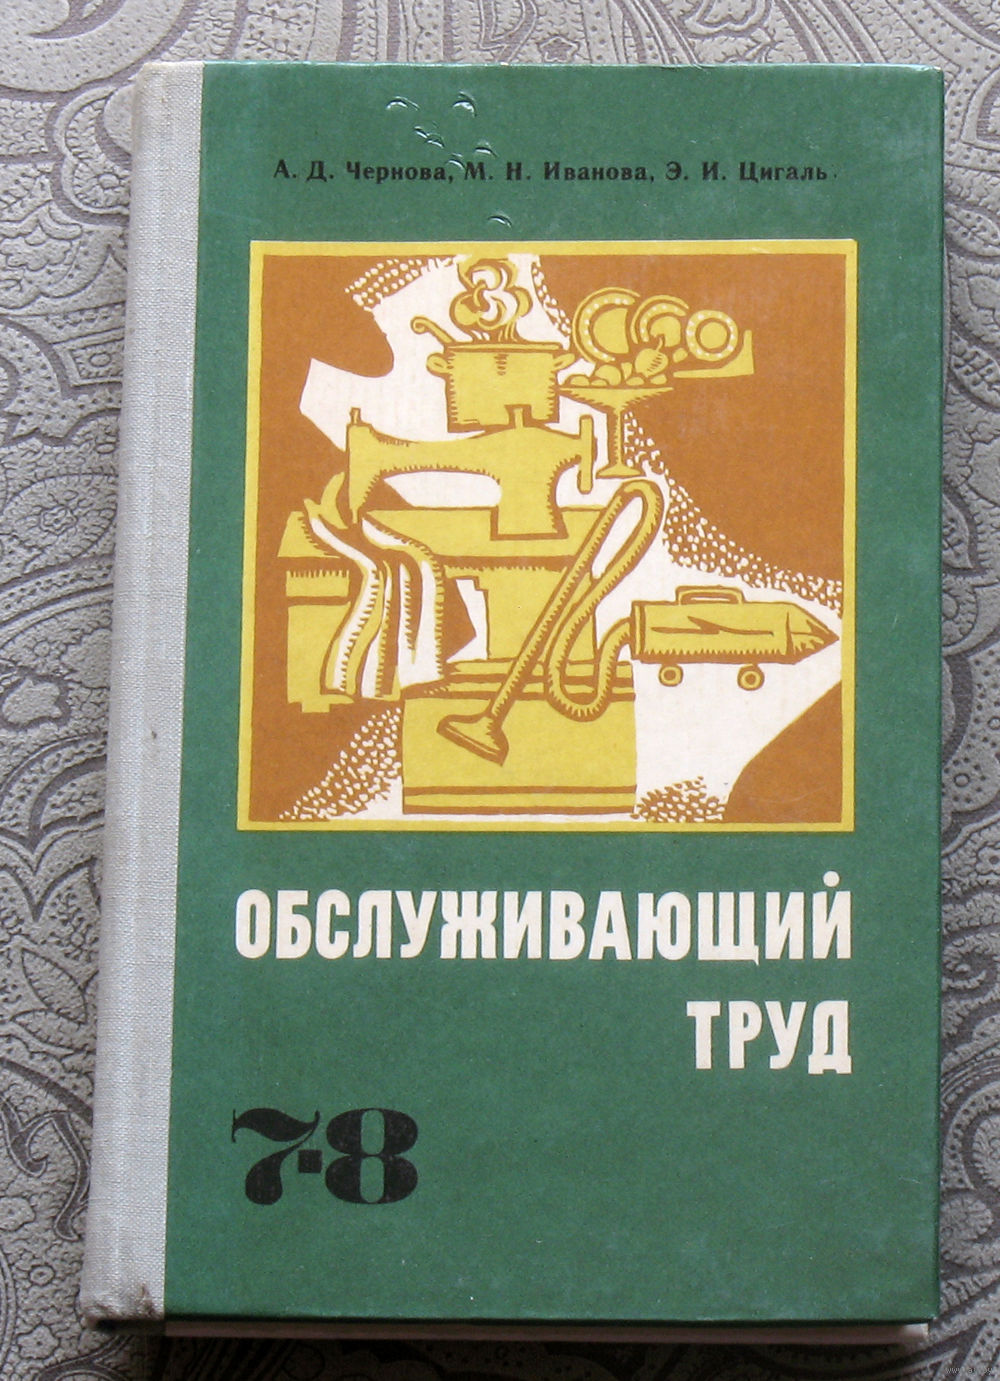 А. Д. Чернова, М. Н. Иванова, Э. И. Цигаль
ОБСЛУЖИВАЮЩИЙ
ТРУД
7-8